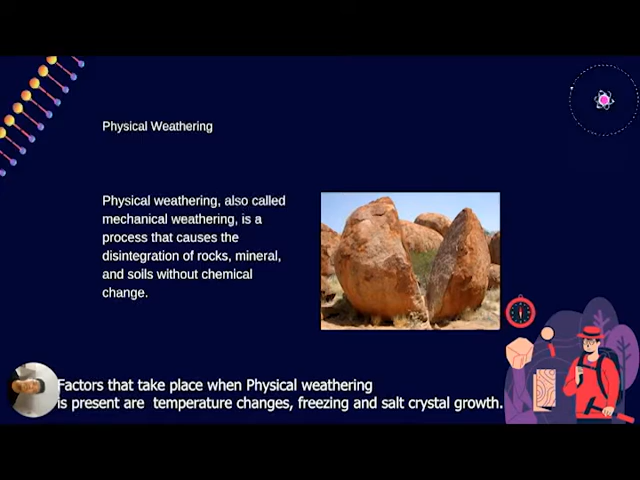 Physical Weathering
Physical weathering, also called
mechanical weathering, is a
process that causes the
disintegration of rocks, mineral,
and soils without chemical
change.
Factors that take place when Physical weathering
is present are temperature changes, freezing and salt crystal growth.